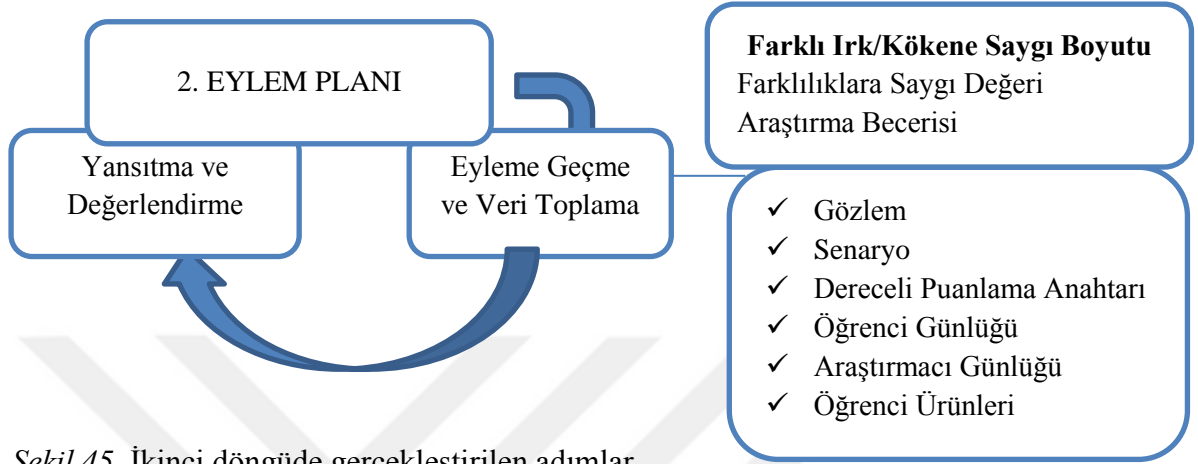 2. EYLEM PLANI
Yansıtma ve
Değerlendirme
Eyleme Geçme
ve Veri Toplama
Farklı Irk/Kökene Saygı Boyutu
Farklılıklara Saygı Değeri
Araştırma Becerisi
✓ Gözlem
✓ Senaryo
✓ Dereceli Puanlama Anahtarı
✓ Öğrenci Günlüğü
✓ Araştırmacı Günlüğü
✓ Öğrenci Ürünleri
Şekil 45. İkinci döngüde gerçekleştirilen adımlar